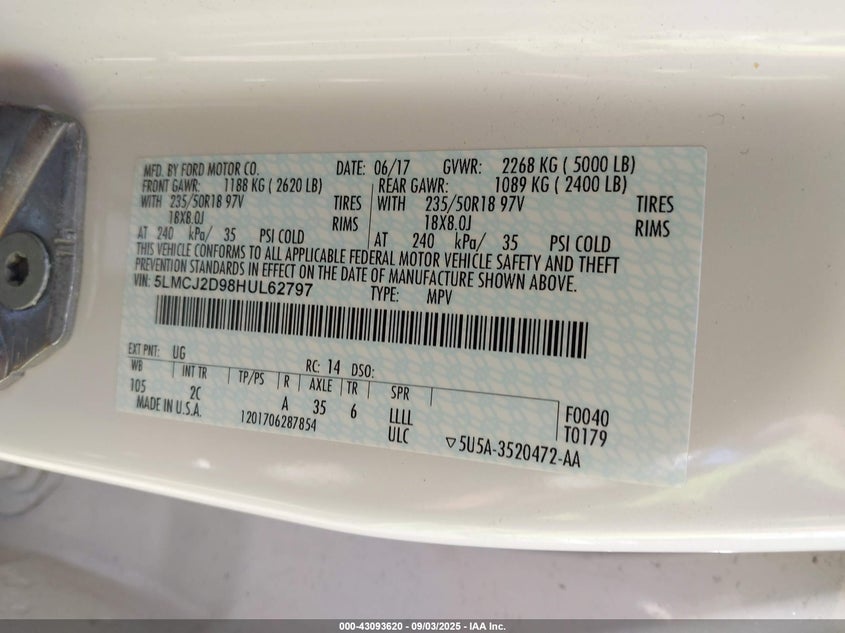 MFD. BY FORD MOTOR CO. DATE: 06/17 GVWR: 2268 KG ( 5000 LB)
FRONT GAWR: 1188 KG ( 2620 LB) REAR GAWR: 1089 KG ( 2400 LB)
WITH 235/50R18 97V TIRES WITH 235/50R18 97V TIRES
18X8.0J RIMS 18X8.0J RIMS
AT 240 kPa/ 35 PSI COLD AT 240 kPa/ 35 PSI COLD
THIS VEHICLE CONFORMS TO ALL APPLICABLE FEDERAL MOTOR VEHICLE SAFETY AND THEFT
PREVENTION STANDARDS IN EFFECT ON THE DATE OF MANUFACTURE SHOWN ABOVE.
VIN: 5LMCJ2D98HUL62797 TYPE: MPV
EXT PNT: UG RC: 14 DSO:
WB INT TR TP/PS R AXLE TR SPR
105 2C A 35 6 LLLL F0040
MADE IN U.S.A. 1201706287854 ULC T0179
▽5U5A-3520472-AA
000-43093620 - 09/03/2025 - IAA Inc.